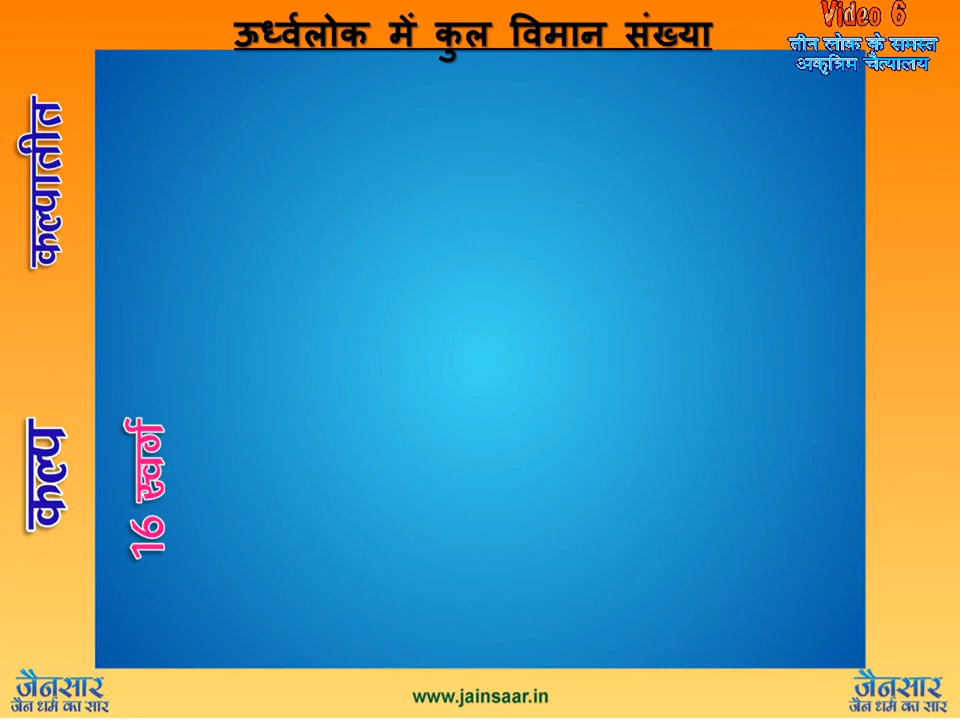 ऊर्ध्वलोक में कुल विमान संख्या
Video 6
तीन लोक के समस्त
अकृत्रिम चैत्यालय
कल्पातीत
कल्प
16 स्वर्ग
जैनसार
जैन धर्म का सार
www.jainsaar.in
जैनसार
जैन धर्म का सार